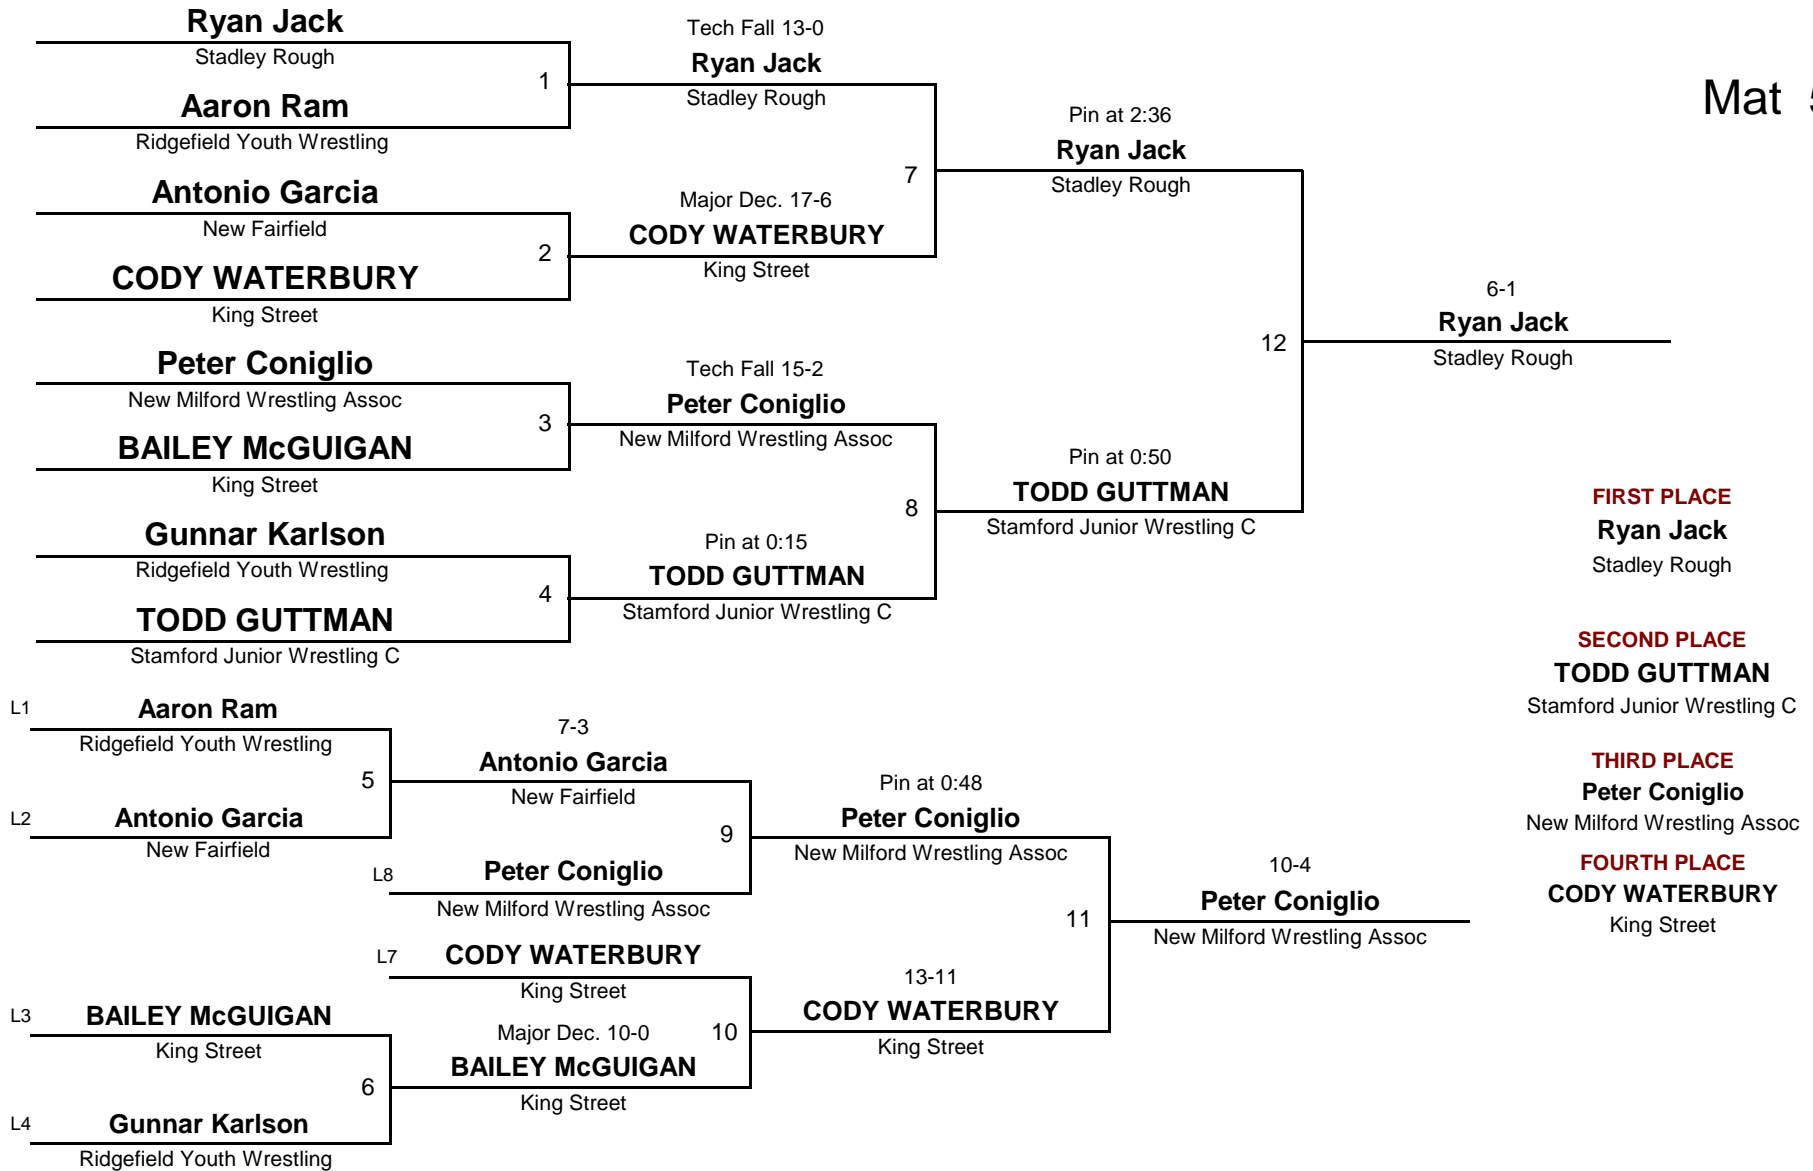 Ryan Jack
Stadley Rough
1
Aaron Ram
Ridgefield Youth Wrestling
Antonio Garcia
New Fairfield
2
CODY WATERBURY
King Street
Peter Coniglio
New Milford Wrestling Assoc
3
BAILEY McGUIGAN
King Street
Gunnar Karlson
Ridgefield Youth Wrestling
4
TODD GUTTMAN
Stamford Junior Wrestling C
Tech Fall 13-0
Ryan Jack
Stadley Rough
7
Major Dec. 17-6
CODY WATERBURY
King Street
Tech Fall 15-2
Peter Coniglio
New Milford Wrestling Assoc
8
Pin at 0:15
TODD GUTTMAN
Stamford Junior Wrestling C
Pin at 2:36
Ryan Jack
Stadley Rough
12
Pin at 0:50
TODD GUTTMAN
Stamford Junior Wrestling C
6-1
Ryan Jack
Stadley Rough
Mat 5
FIRST PLACE
Ryan Jack
Stadley Rough
SECOND PLACE
TODD GUTTMAN
Stamford Junior Wrestling C
THIRD PLACE
Peter Coniglio
New Milford Wrestling Assoc
FOURTH PLACE
CODY WATERBURY
King Street
L1 Aaron Ram
Ridgefield Youth Wrestling
5
L2 Antonio Garcia
New Fairfield
7-3
Antonio Garcia
New Fairfield
9
L8 Peter Coniglio
New Milford Wrestling Assoc
L7 CODY WATERBURY
King Street
10
Major Dec. 10-0
BAILEY McGUIGAN
King Street
L3 BAILEY McGUIGAN
King Street
6
L4 Gunnar Karlson
Ridgefield Youth Wrestling
Pin at 0:48
Peter Coniglio
New Milford Wrestling Assoc
11
13-11
CODY WATERBURY
King Street
10-4
Peter Coniglio
New Milford Wrestling Assoc